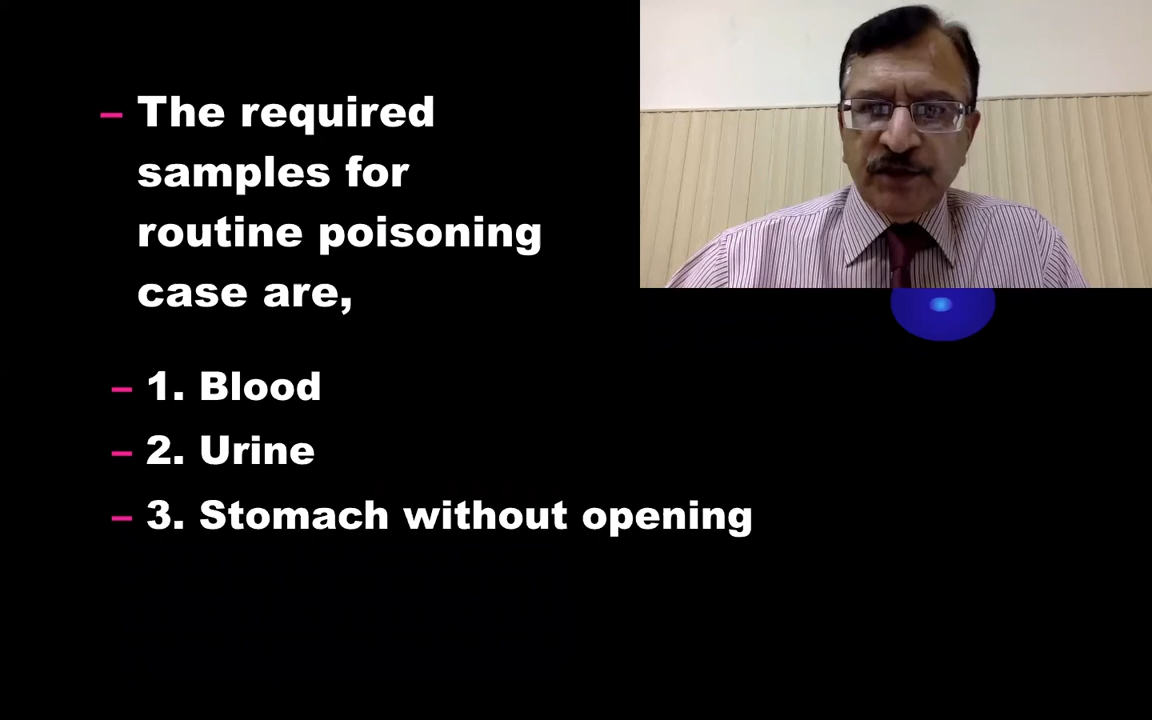 – The required
samples for
routine poisoning
case are,
– 1. Blood
– 2. Urine
– 3. Stomach without opening